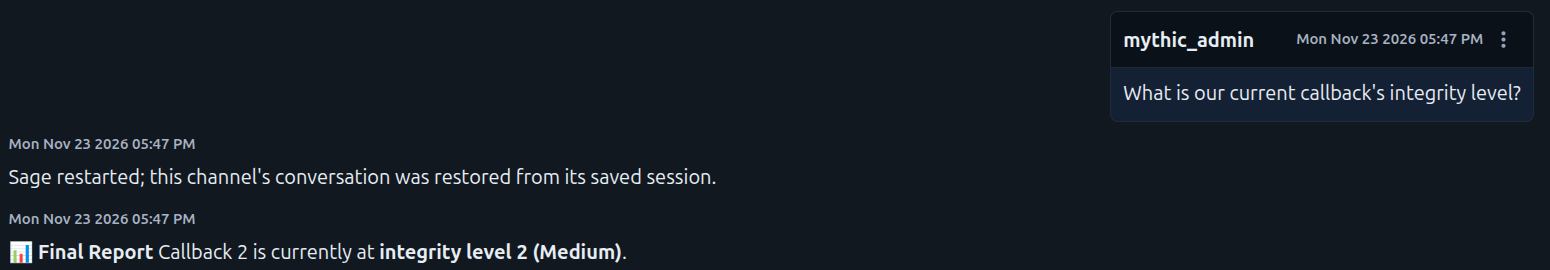 mythic_admin Mon Nov 23 2026 05:47 PM
What is our current callback's integrity level?
Mon Nov 23 2026 05:47 PM
Sage restarted; this channel's conversation was restored from its saved session.
Mon Nov 23 2026 05:47 PM
📊 Final Report Callback 2 is currently at integrity level 2 (Medium).